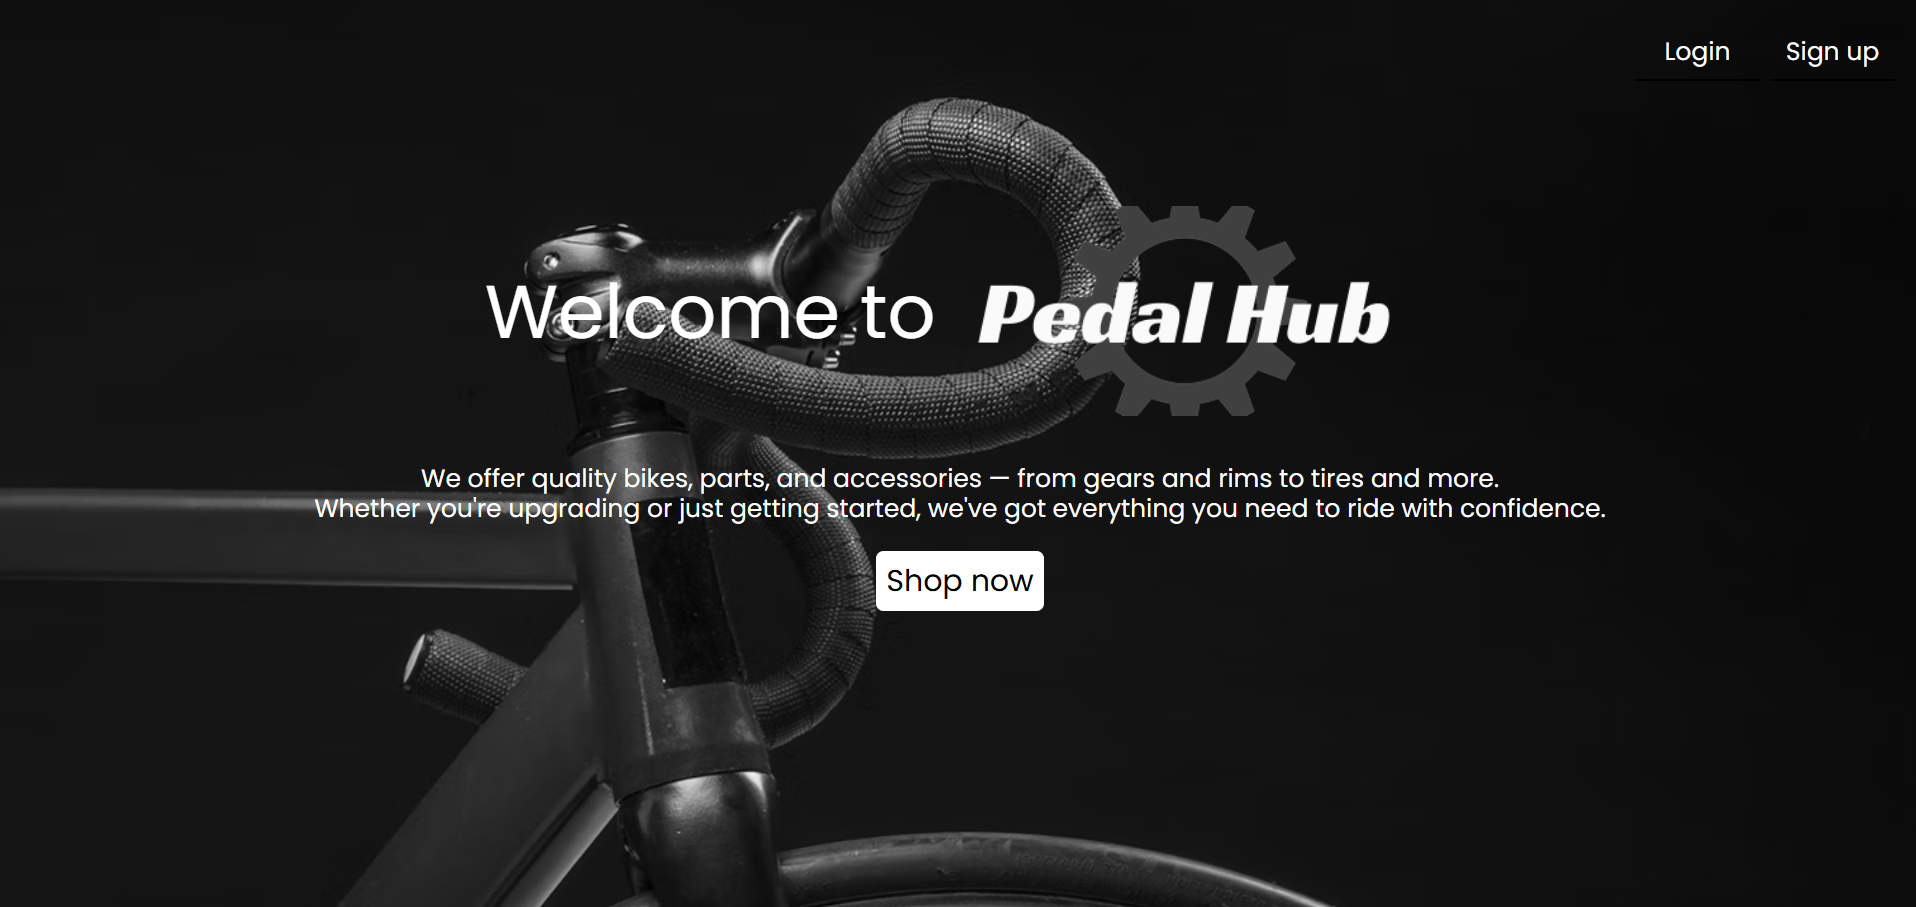 Login Sign up
Welcome to Pedal Hub
We offer quality bikes, parts, and accessories — from gears and rims to tires and more.
Whether you're upgrading or just getting started, we've got everything you need to ride with confidence.
Shop now